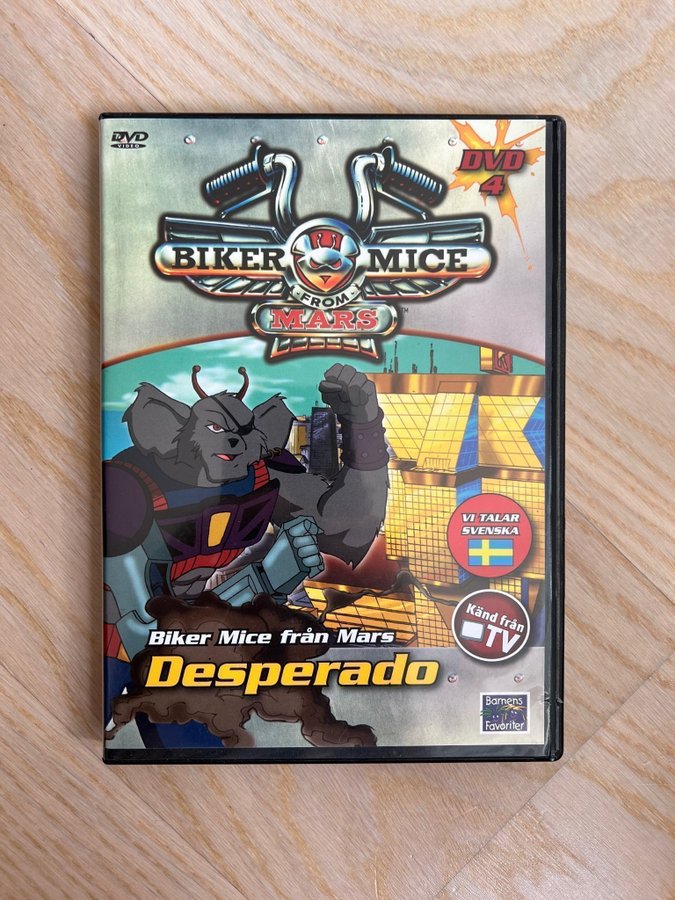 DVD
VIDEO
DVD
4
BIKER MICE
FROM
MARS
TM
VI TALAR
SVENSKA
Känd från
TV
Biker Mice från Mars
Desperado
Barnens
Favoriter